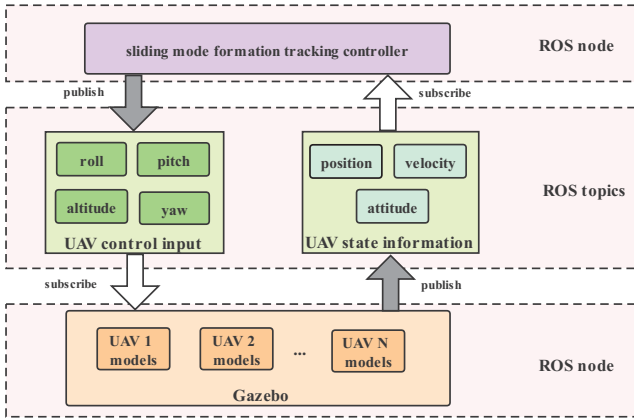 sliding mode formation tracking controller
ROS node
publish
subscribe
roll
pitch
altitude
yaw
UAV control input
position
velocity
attitude
UAV state information
ROS topics
subscribe
publish
UAV 1
models
UAV 2
models
...
UAV N
models
Gazebo
ROS node